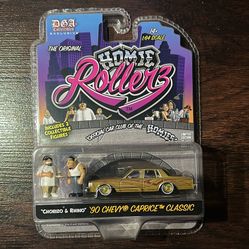 DGA
14+
1:64 SCALE
THE ORIGINAL
HOMIE
Rollerz
INCLUDES 2
COLLECTIBLE
FIGURES
"OFFICIAL CAR CLUB OF THE HOMIES"
"CHORIZO & RHINO" '90 CHEVY® CAPRICE™ CLASSIC